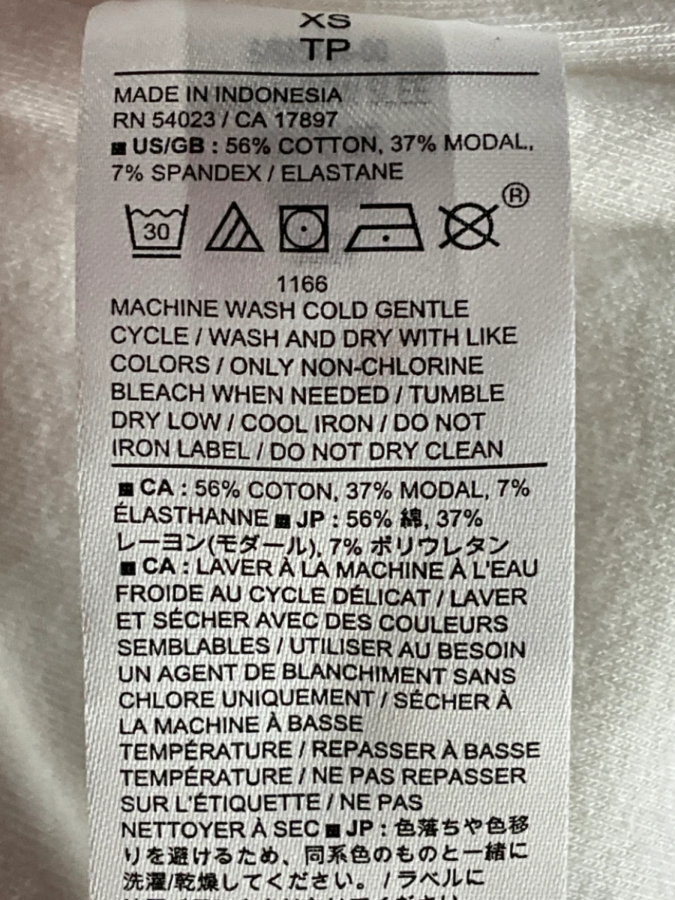 XS
TP
MADE IN INDONESIA
RN 54023 / CA 17897
■ US/GB : 56% COTTON, 37% MODAL,
7% SPANDEX / ELASTANE
30
®
1166
MACHINE WASH COLD GENTLE
CYCLE / WASH AND DRY WITH LIKE
COLORS / ONLY NON-CHLORINE
BLEACH WHEN NEEDED / TUMBLE
DRY LOW / COOL IRON / DO NOT
IRON LABEL / DO NOT DRY CLEAN
■ CA : 56% COTON, 37% MODAL, 7%
ÉLASTHANNE ■ JP : 56% 綿, 37%
レーヨン(モダール), 7% ポリウレタン
■ CA : LAVER À LA MACHINE À L'EAU
FROIDE AU CYCLE DÉLICAT / LAVER
ET SÉCHER AVEC DES COULEURS
SEMBLABLES / UTILISER AU BESOIN
UN AGENT DE BLANCHIMENT SANS
CHLORE UNIQUEMENT / SÉCHER À
LA MACHINE À BASSE
TEMPÉRATURE / REPASSER À BASSE
TEMPÉRATURE / NE PAS REPASSER
SUR L'ÉTIQUETTE / NE PAS
NETTOYER À SEC ■ JP : 色落ちや色移
りを避けるため、同系色のものと一緒に
洗濯/乾燥してください。 / ラベルに